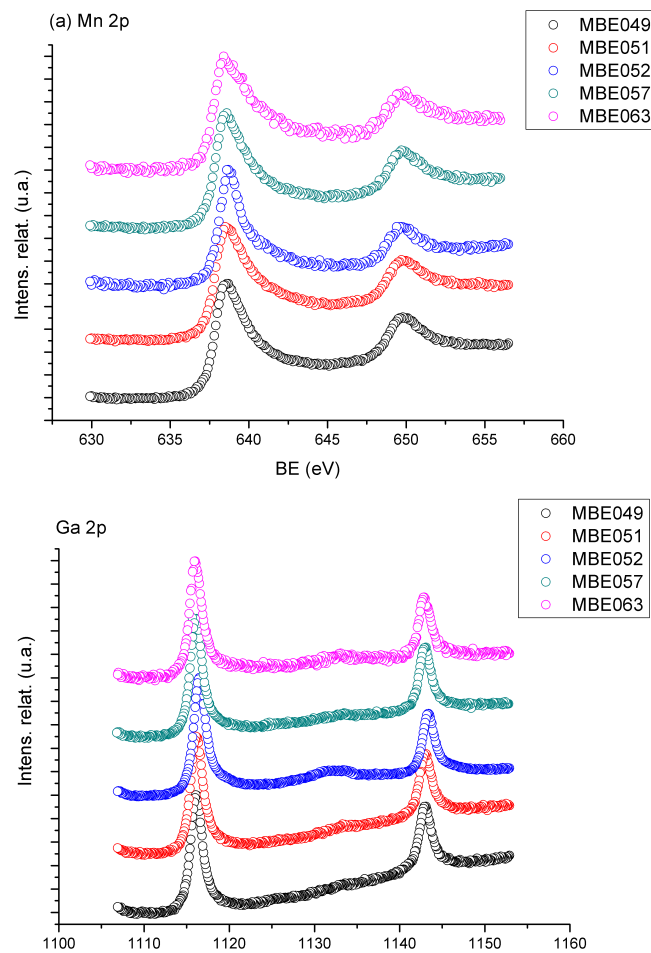 (a) Mn 2p
MBE049
MBE051
MBE052
MBE057
MBE063
Intens. relat. (u.a.)
630 635 640 645 650 655 660
BE (eV)
Ga 2p
MBE049
MBE051
MBE052
MBE057
MBE063
Intens. relat. (u.a.)
1100 1110 1120 1130 1140 1150 1160